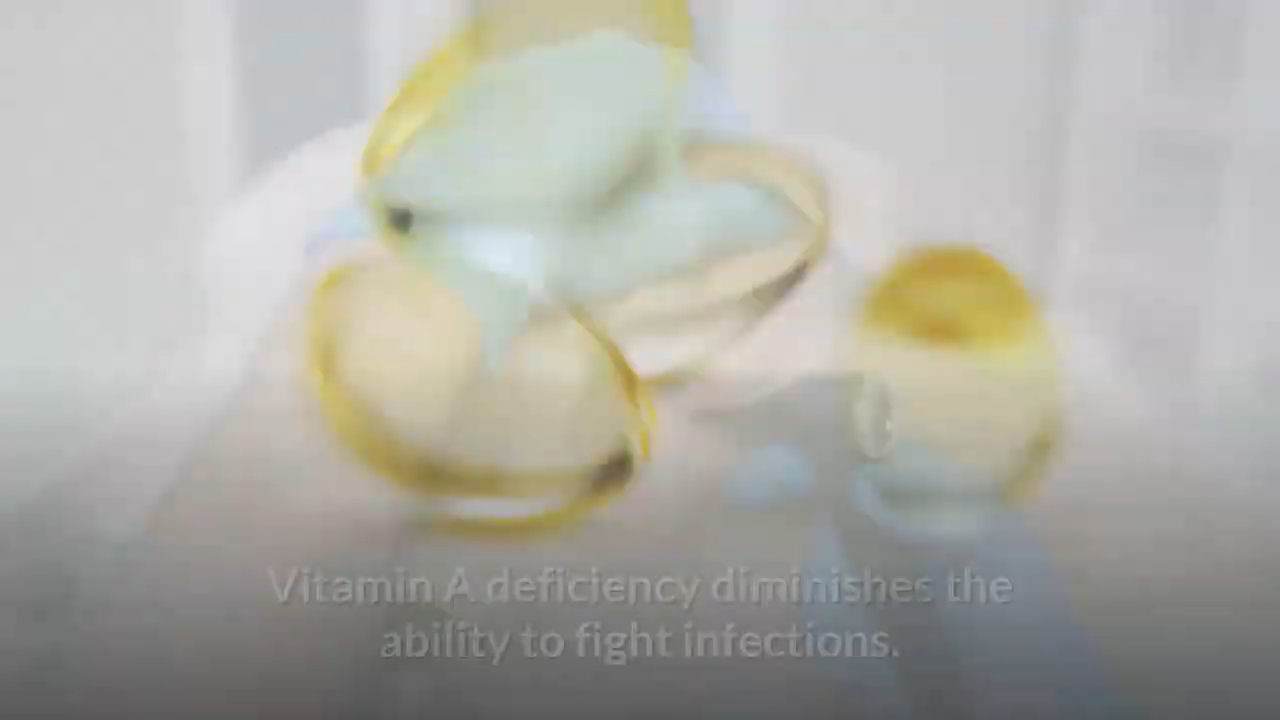 Vitamin A deficiency diminishes the
ability to fight infections.